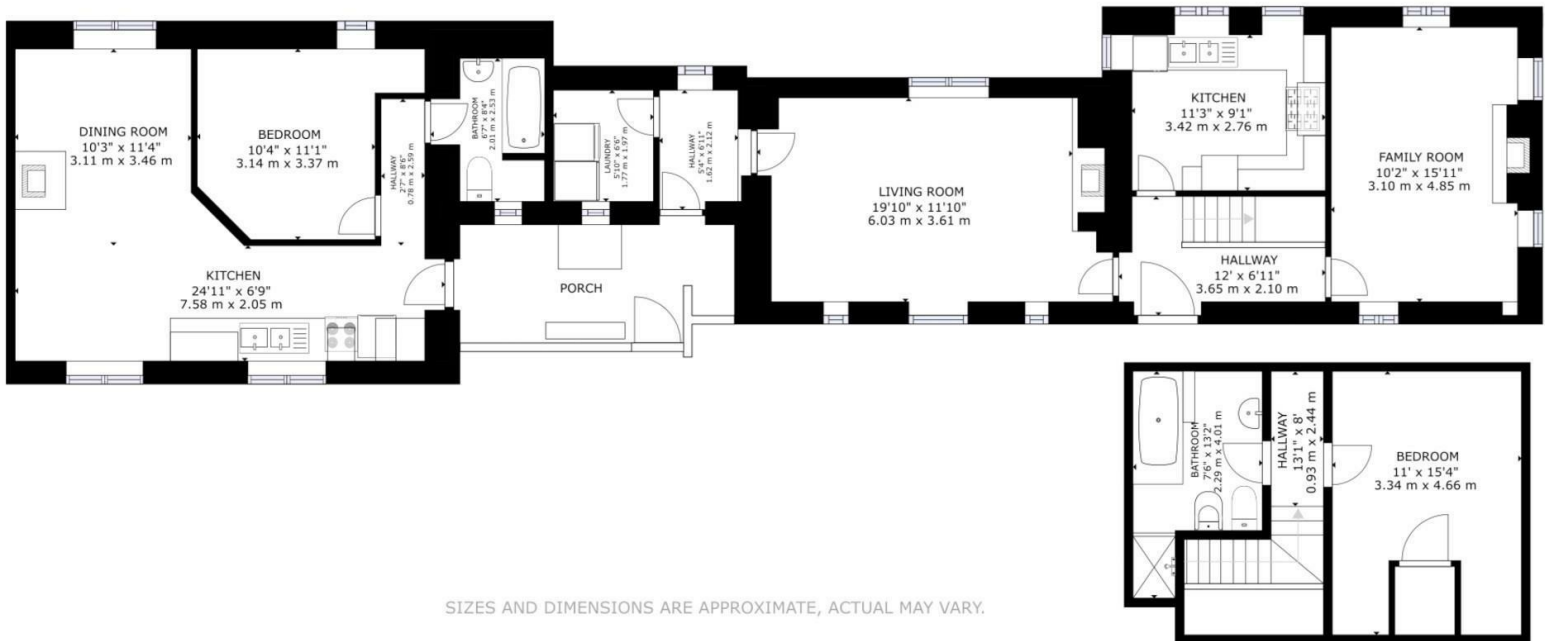 DINING ROOM
10'3" x 11'4"
3.11 m x 3.46 m
BEDROOM
10'4" x 11'1"
3.14 m x 3.37 m
HALLWAY
2'7" x 8'6"
0.78 m x 2.59 m
BATHROOM
6'7" x 8'4"
2.01 m x 2.53 m
LAUNDRY
5'10" x 6'6"
1.77 m x 1.97 m
HALLWAY
5'4" x 6'11"
1.62 m x 2.12 m
LIVING ROOM
19'10" x 11'10"
6.03 m x 3.61 m
KITCHEN
11'3" x 9'1"
3.42 m x 2.76 m
FAMILY ROOM
10'2" x 15'11"
3.10 m x 4.85 m
HALLWAY
12' x 6'11"
3.65 m x 2.10 m
KITCHEN
24'11" x 6'9"
7.58 m x 2.05 m
PORCH
BATHROOM
7'6" x 13'2"
2.29 m x 4.01 m
HALLWAY
13'1" x 8'
0.93 m x 2.44 m
BEDROOM
11' x 15'4"
3.34 m x 4.66 m
SIZES AND DIMENSIONS ARE APPROXIMATE, ACTUAL MAY VARY.